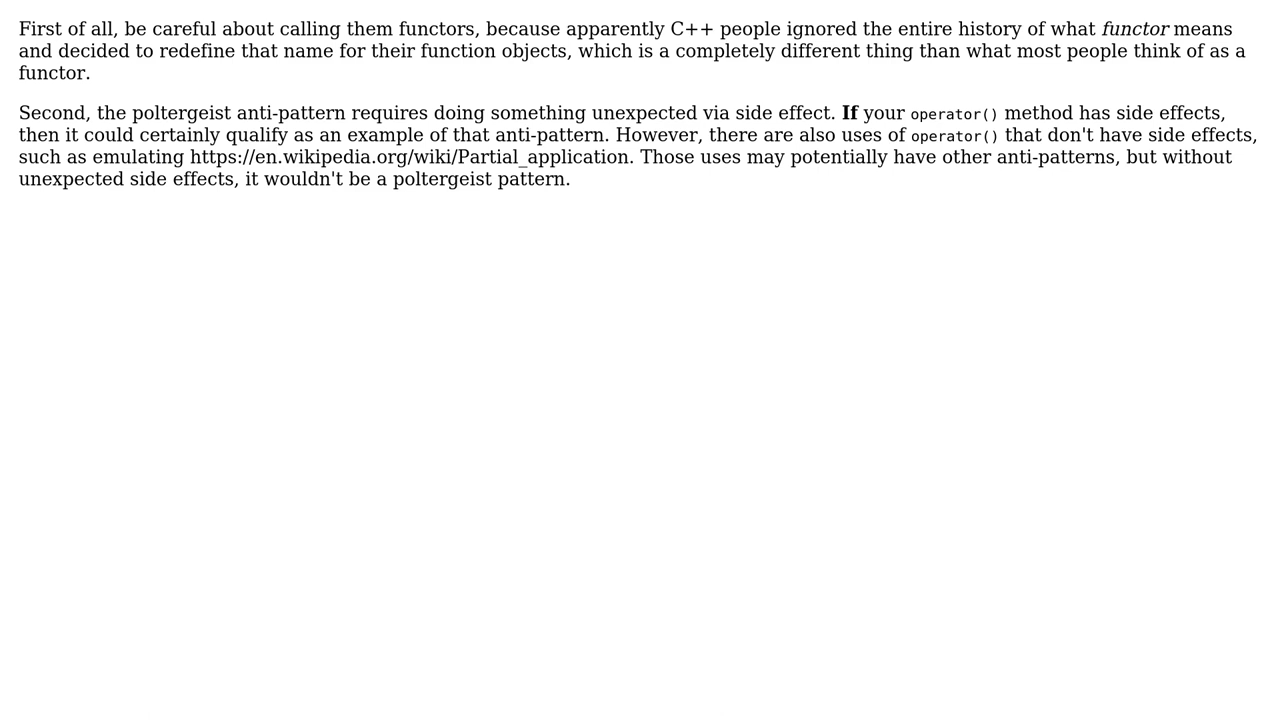 First of all, be careful about calling them functors, because apparently C++ people ignored the entire history of what functor means
and decided to redefine that name for their function objects, which is a completely different thing than what most people think of as a
functor.
Second, the poltergeist anti-pattern requires doing something unexpected via side effect. If your operator() method has side effects,
then it could certainly qualify as an example of that anti-pattern. However, there are also uses of operator() that don't have side effects,
such as emulating https://en.wikipedia.org/wiki/Partial_application. Those uses may potentially have other anti-patterns, but without
unexpected side effects, it wouldn't be a poltergeist pattern.